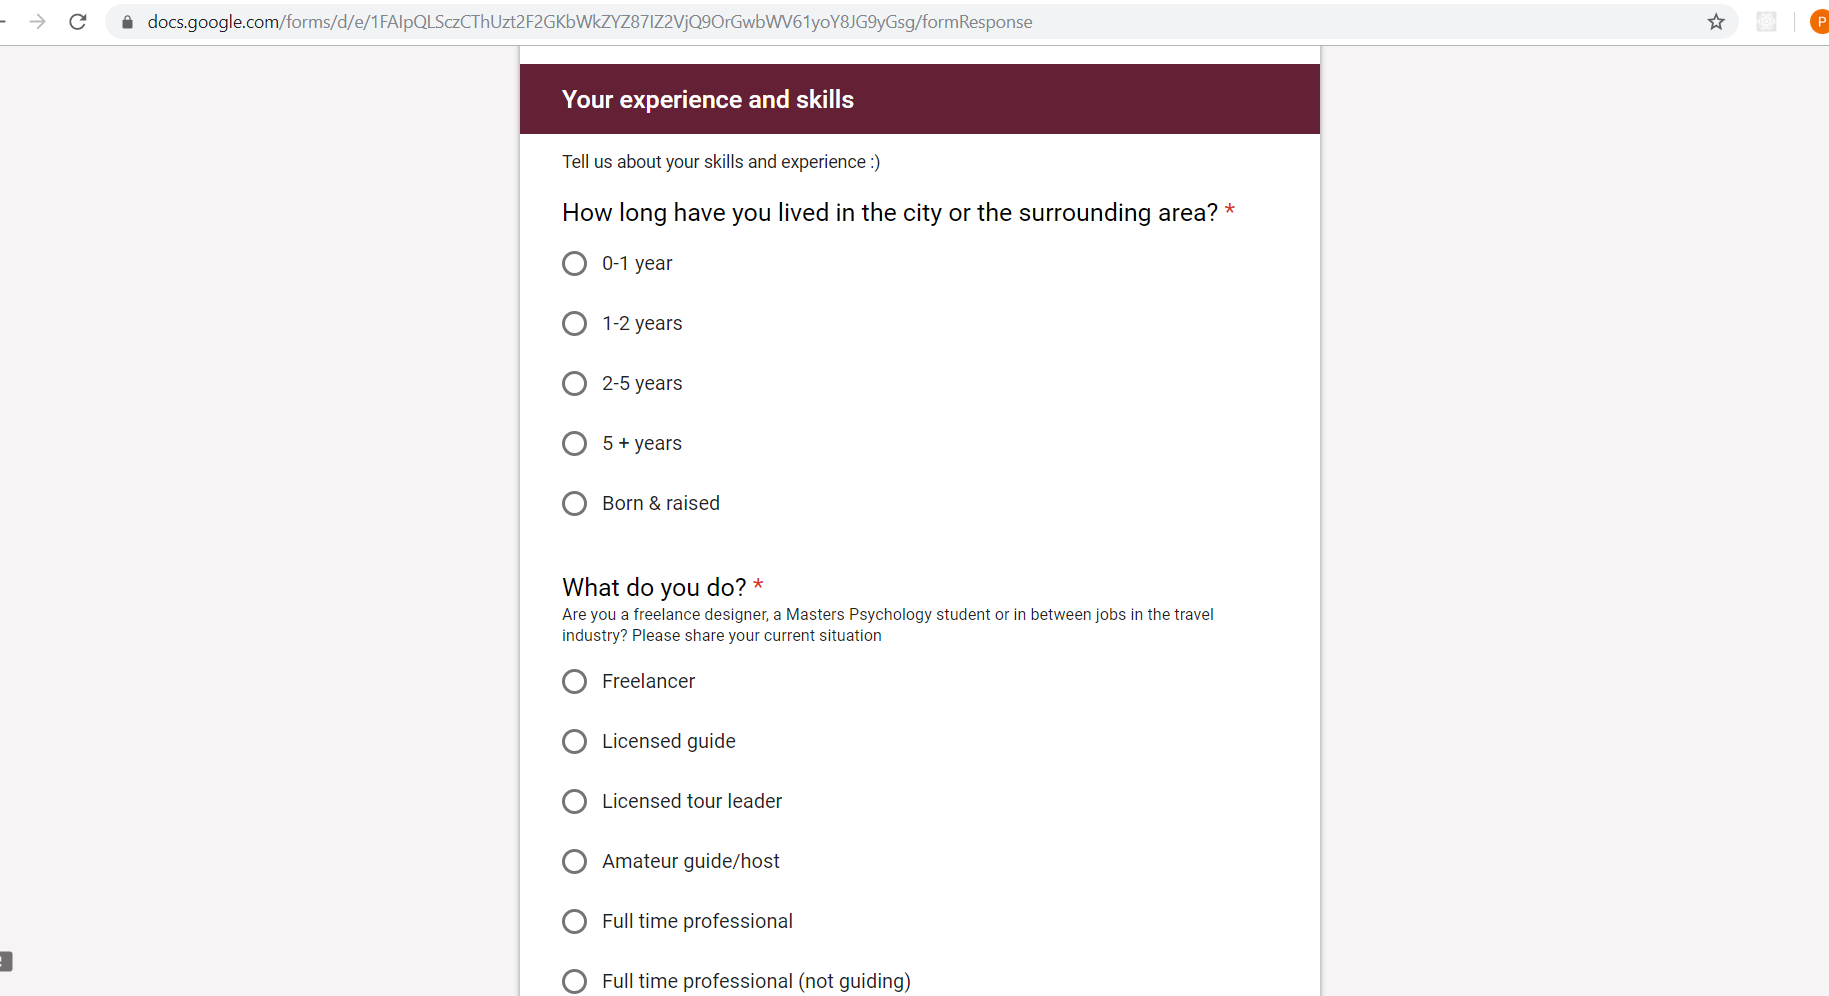 docs.google.com/forms/d/e/1FAIpQLSczCThUzt2F2GKbWkZYZ87IZ2VjQ9OrGwbWV61yoY8JG9yGsg/formResponse
P
Your experience and skills
Tell us about your skills and experience :)
How long have you lived in the city or the surrounding area? *
0-1 year
1-2 years
2-5 years
5 + years
Born & raised
What do you do? *
Are you a freelance designer, a Masters Psychology student or in between jobs in the travel
industry? Please share your current situation
Freelancer
Licensed guide
Licensed tour leader
Amateur guide/host
Full time professional
Full time professional (not guiding)